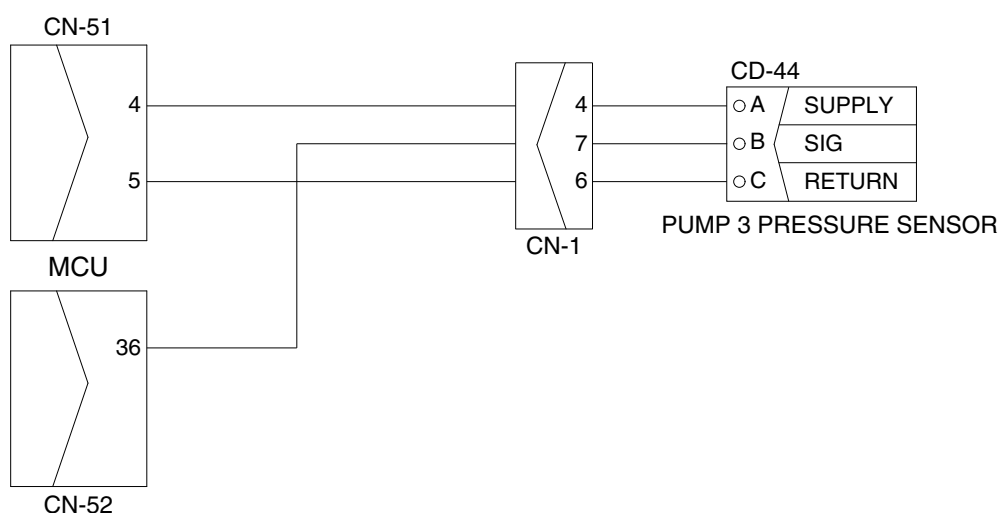 CN-51
CD-44
4 4 A SUPPLY
7 B SIG
5 6 C RETURN
PUMP 3 PRESSURE SENSOR
CN-1
MCU
36
CN-52